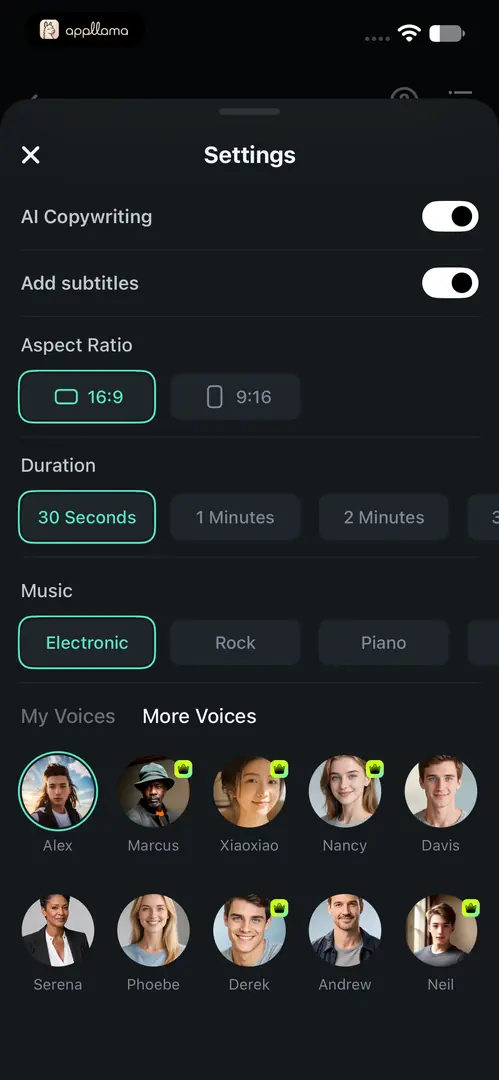 appllama
Settings
AI Copywriting
Add subtitles
Aspect Ratio
16:9 9:16
Duration
30 Seconds 1 Minutes 2 Minutes 3
Music
Electronic Rock Piano
My Voices More Voices
Alex Marcus Xiaoxiao Nancy Davis
Serena Phoebe Derek Andrew Neil